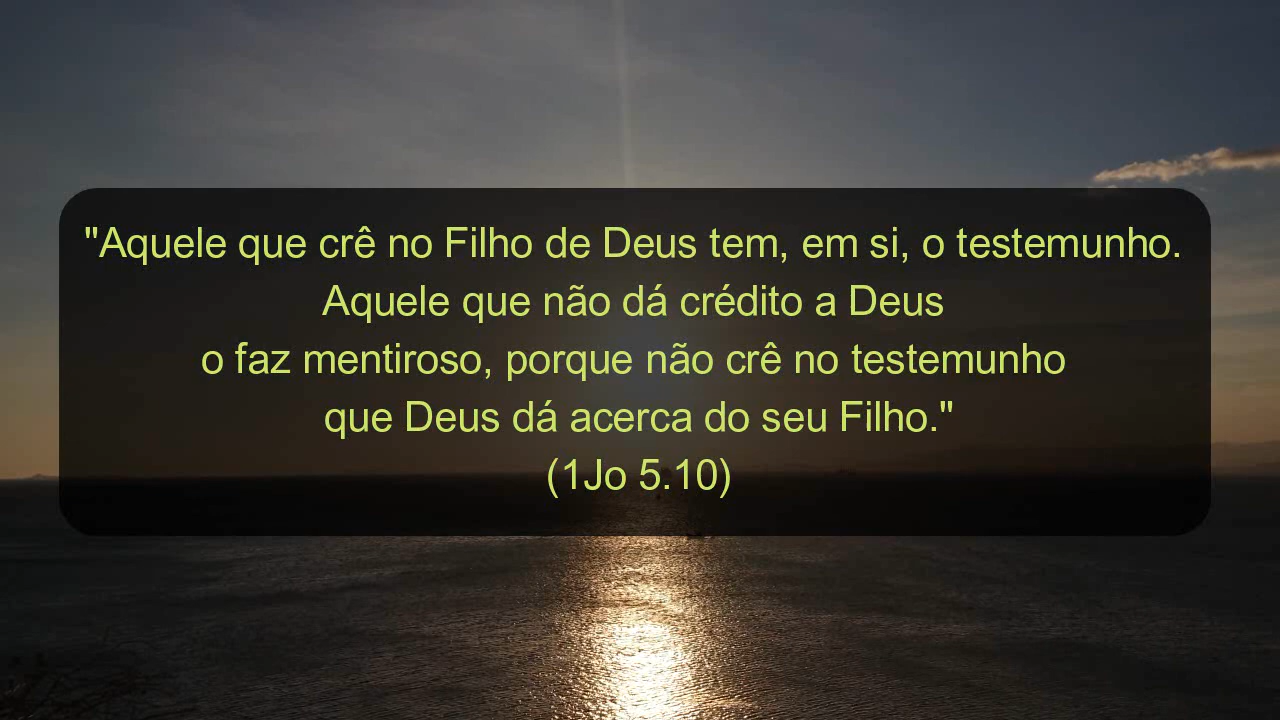 "Aquele que crê no Filho de Deus tem, em si, o testemunho.
Aquele que não dá crédito a Deus
o faz mentiroso, porque não crê no testemunho
que Deus dá acerca do seu Filho."
(1Jo 5.10)